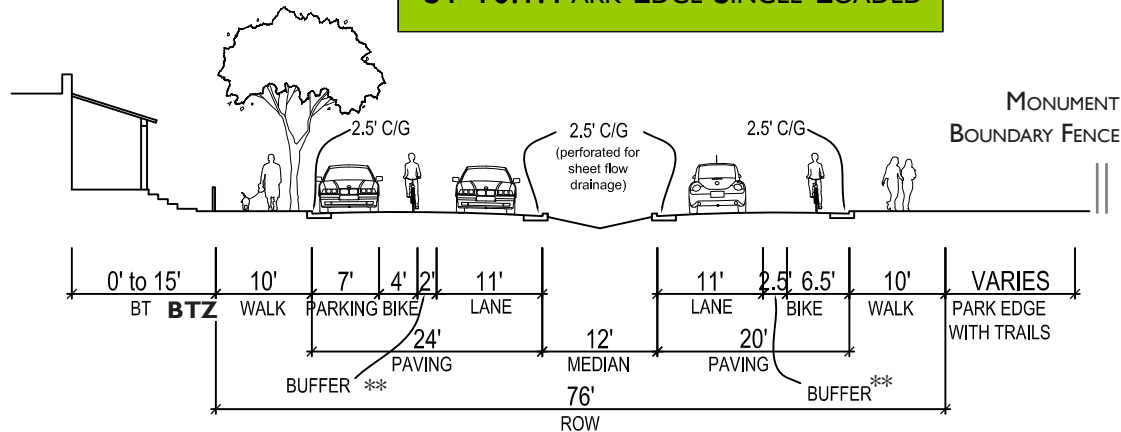 MONUMENT
BOUNDARY FENCE
2.5' C/G
2.5' C/G
(perforated for
sheet flow
drainage)
2.5' C/G
0' to 15'
10'
7'
4'
2'
11'
11'
2.5'
6.5'
10'
VARIES
BT BTZ
WALK
PARKING
BIKE
LANE
LANE
BIKE
WALK
PARK EDGE
WITH TRAILS
24'
12'
20'
PAVING
MEDIAN
PAVING
BUFFER **
BUFFER**
76'
ROW